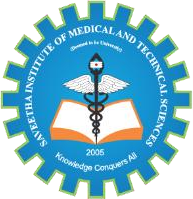 SAVEETHA INSTITUTE OF MEDICAL AND TECHNICAL SCIENCES
(Deemed to be University)
2005
Knowledge Conquers All